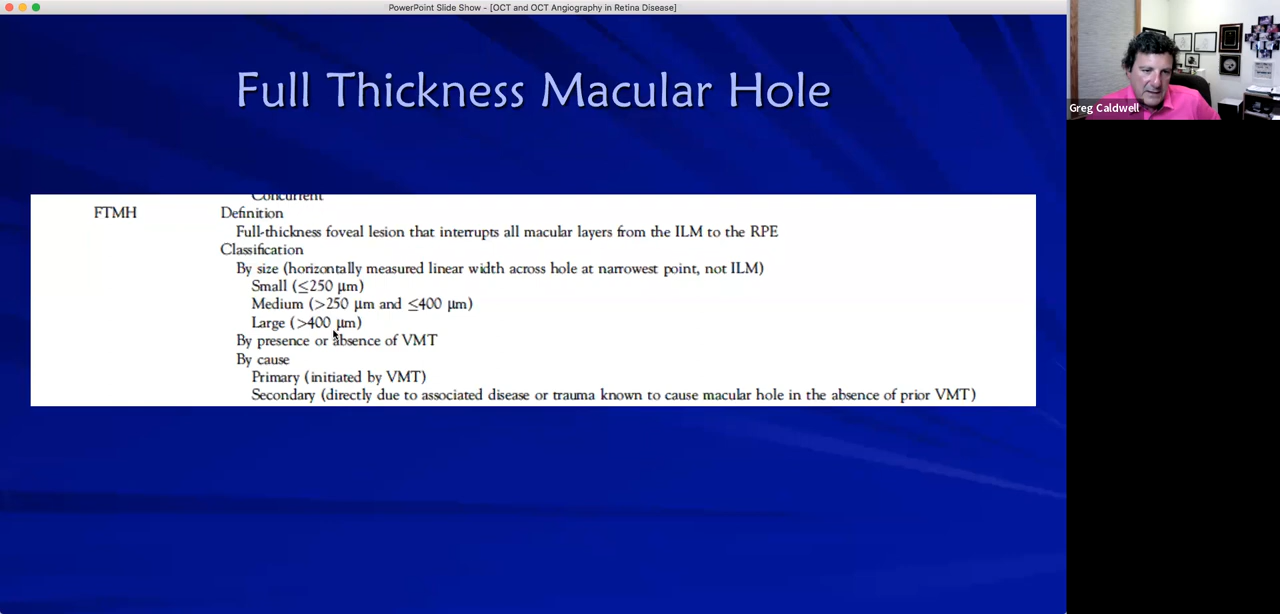 PowerPoint Slide Show - [OCT and OCT Angiography in Retina Disease]
Full Thickness Macular Hole
Concurrent
FTMH Definition
Full-thickness foveal lesion that interrupts all macular layers from the ILM to the RPE
Classification
By size (horizontally measured linear width across hole at narrowest point, not ILM)
Small (≤250 μm)
Medium (>250 μm and ≤400 μm)
Large (>400 μm)
By presence or absence of VMT
By cause
Primary (initiated by VMT)
Secondary (directly due to associated disease or trauma known to cause macular hole in the absence of prior VMT)
Greg Caldwell